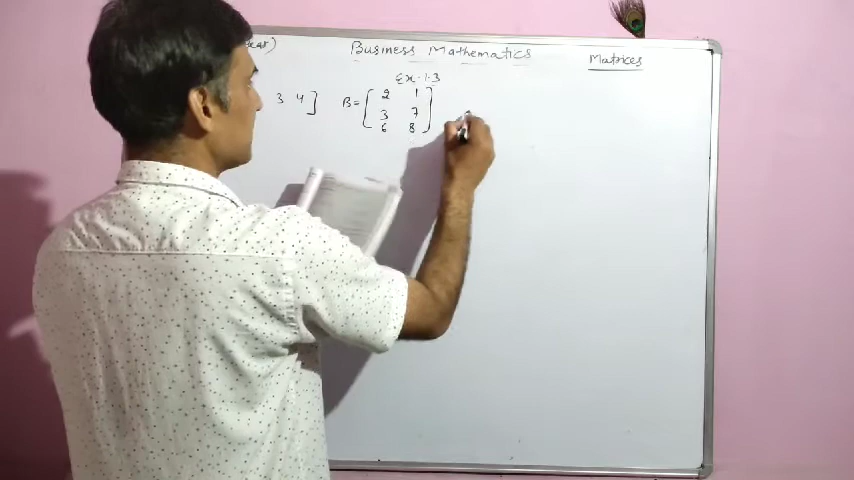 Business Mathematics Matrices
Ex. 1.3
3 4 ] B = [ 2 1
3 7
6 8 ]